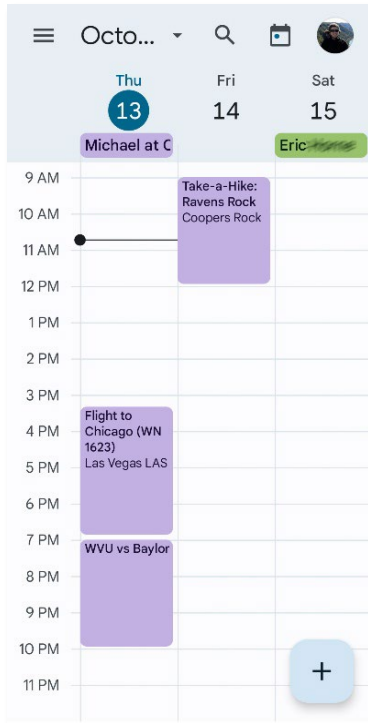 Octo...
Thu Fri Sat
13 14 15
Michael at C
Eric
9 AM
10 AM
11 AM
12 PM
1 PM
2 PM
3 PM
4 PM
5 PM
6 PM
7 PM
8 PM
9 PM
10 PM
11 PM
Take-a-Hike:
Ravens Rock
Coopers Rock
Flight to
Chicago (WN
1623)
Las Vegas LAS
WVU vs Baylor
+